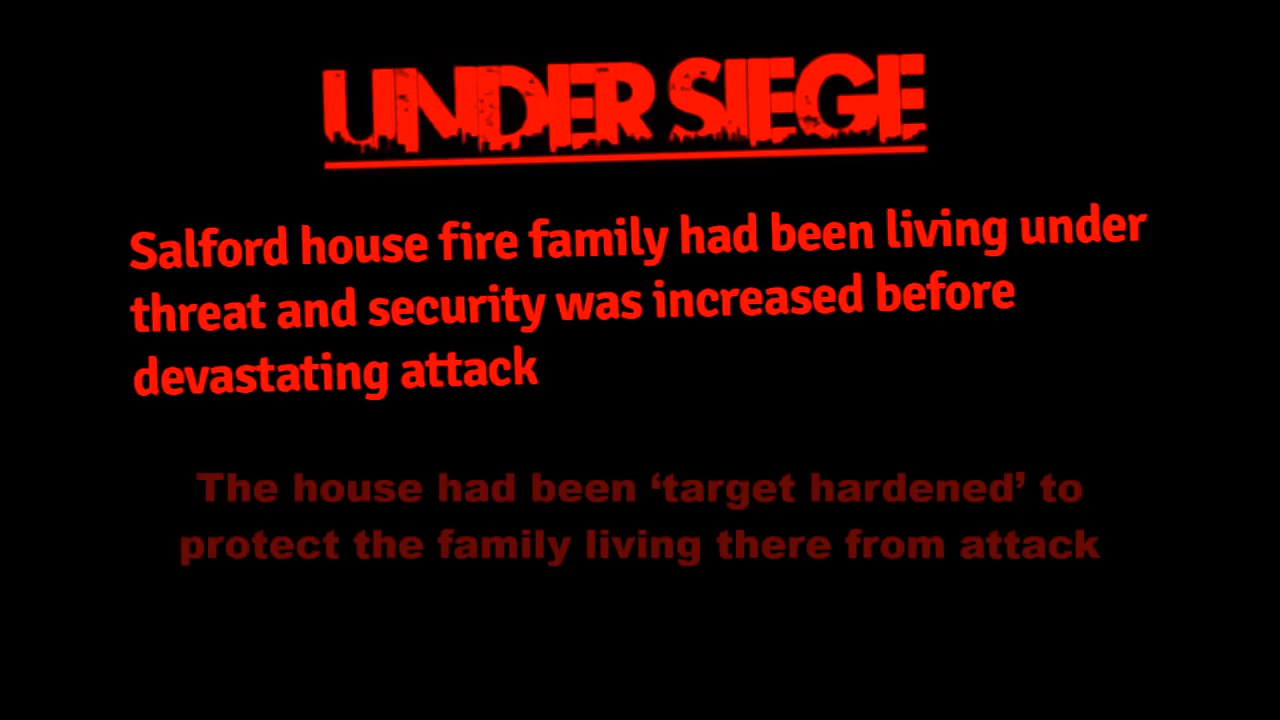 UNDER SIEGE
Salford house fire family had been living under
threat and security was increased before
devastating attack
The house had been ‘target hardened’ to
protect the family living there from attack